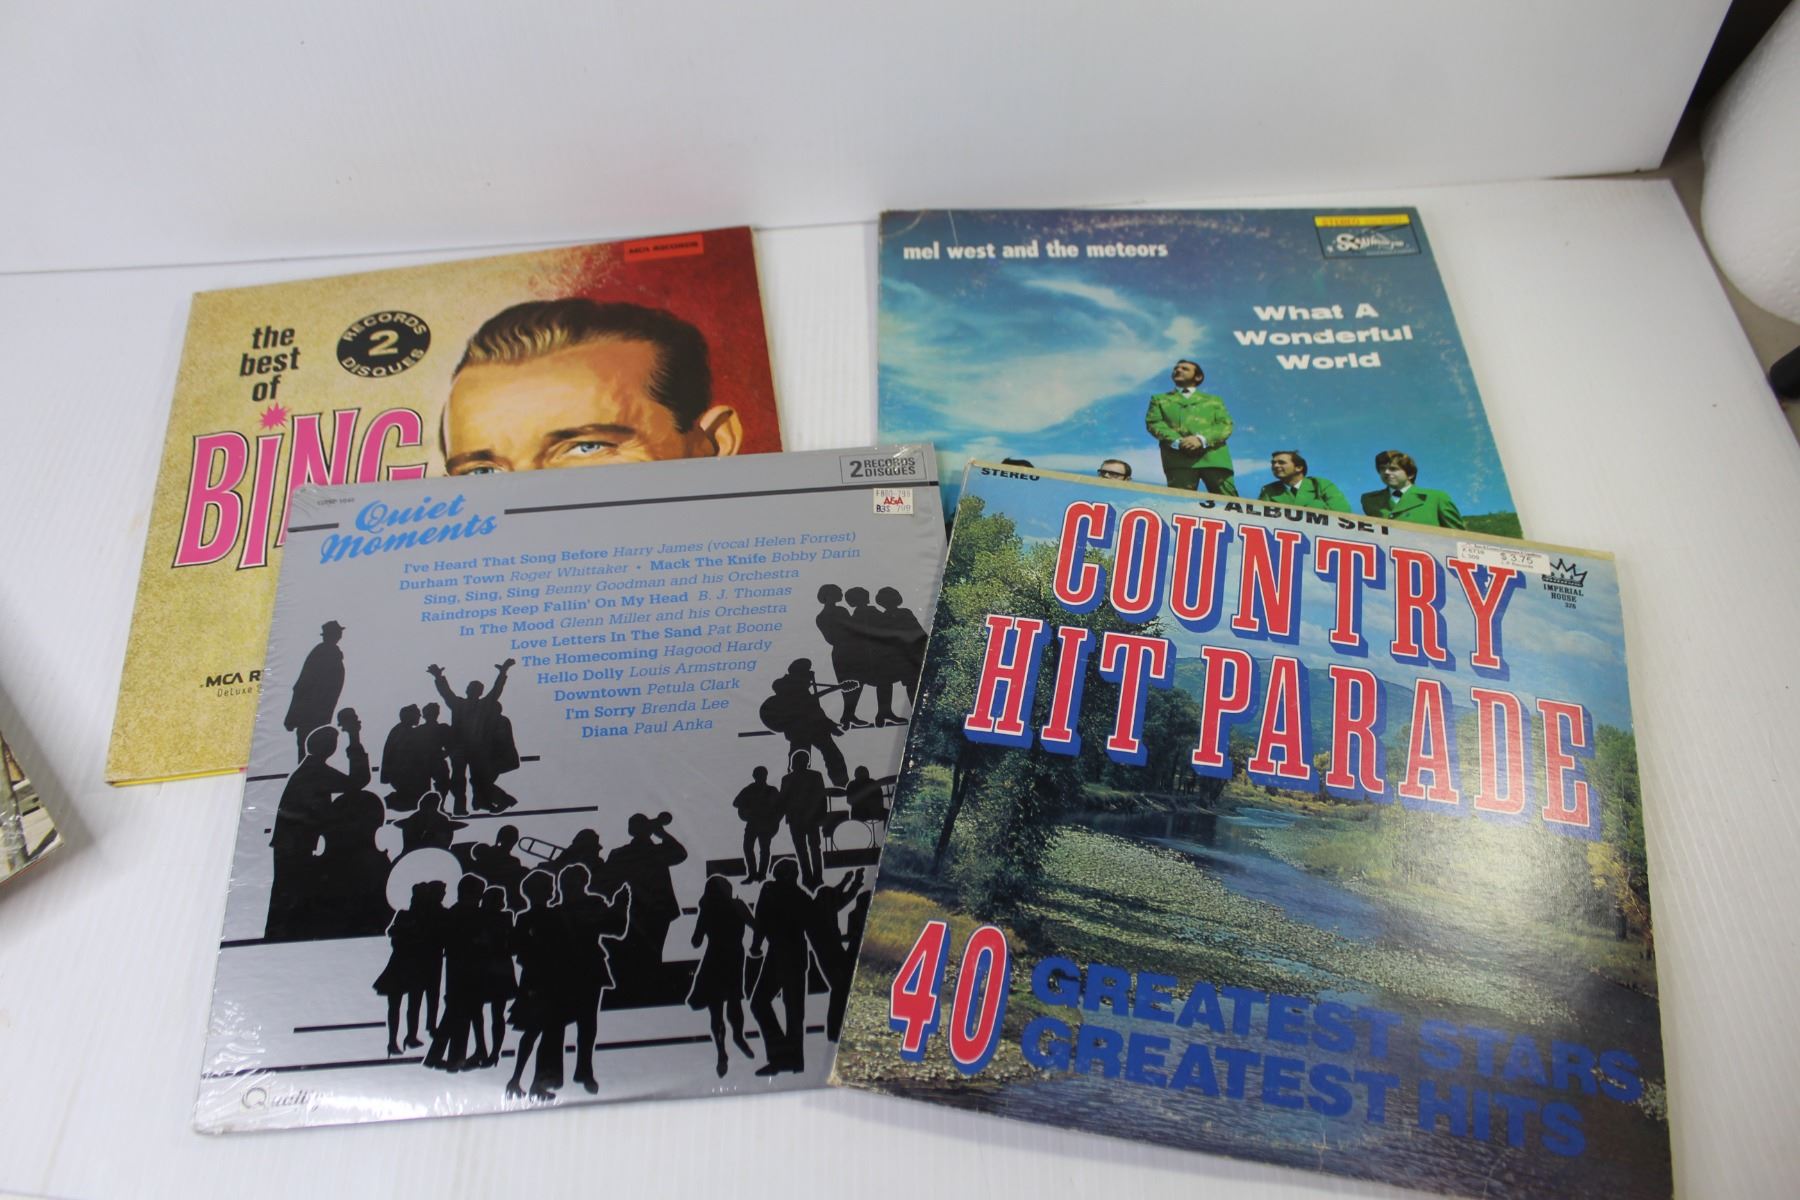 MCA RECORDS
the
best
of
RECORDS
2
DISQUES
BING
MCA R
DeLuxe
mel west and the meteors
STEREO
What A
Wonderful
World
2 RECORDS
DISQUES
A&A
799
Quiet
Moments
I've Heard That Song Before Harry James (vocal Helen Forrest)
Durham Town Roger Whittaker • Mack The Knife Bobby Darin
Sing, Sing, Sing Benny Goodman and his Orchestra
Raindrops Keep Fallin' On My Head B. J. Thomas
In The Mood Glenn Miller and his Orchestra
Love Letters In The Sand Pat Boone
The Homecoming Hagood Hardy
Hello Dolly Louis Armstrong
Downtown Petula Clark
I'm Sorry Brenda Lee
Diana Paul Anka
Quality
STEREO
3 ALBUM SET
$ 3.75
IMPERIAL
HOUSE
COUNTRY
HIT PARADE
40 GREATEST STARS
GREATEST HITS